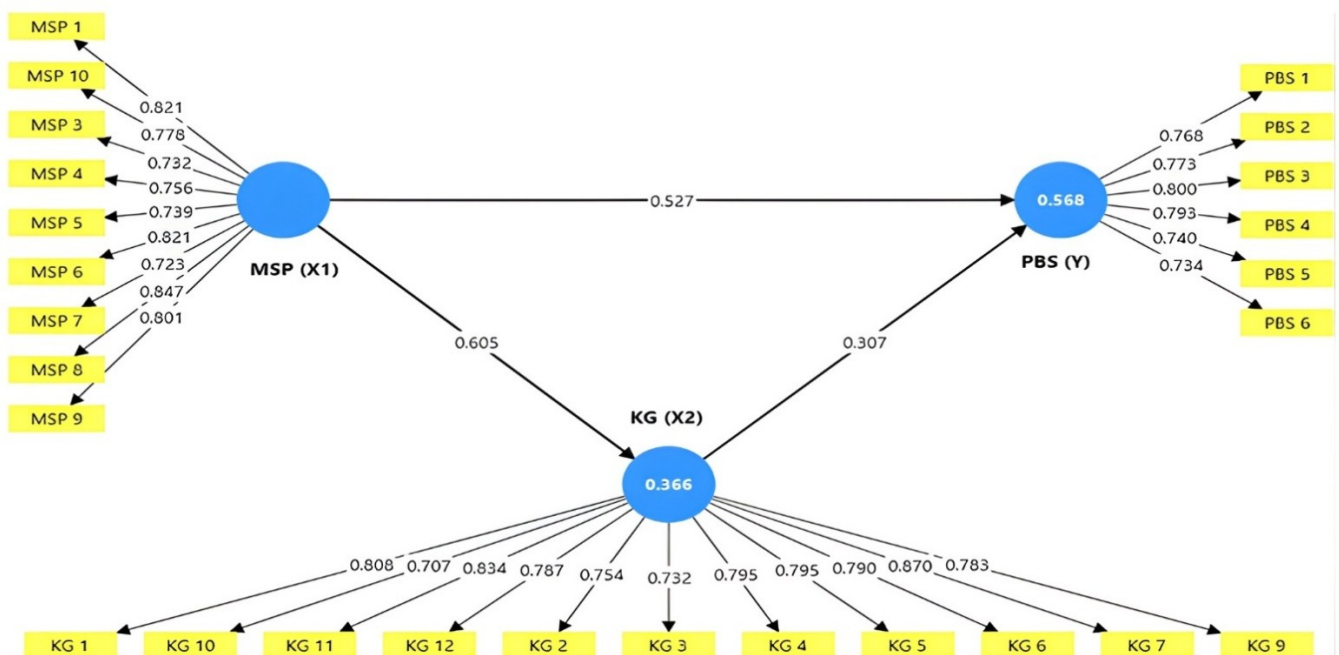 MSP 1
MSP 10
MSP 3
MSP 4
MSP 5
MSP 6
MSP 7
MSP 8
MSP 9
0.821
0.778
0.732
0.756
0.739
0.821
0.723
0.847
0.801
MSP (X1)
0.527
0.605
0.307
0.568
PBS (Y)
0.768
0.773
0.800
0.793
0.740
0.734
PBS 1
PBS 2
PBS 3
PBS 4
PBS 5
PBS 6
KG (X2)
0.366
0.808 0.707 0.834 0.787 0.754 0.732 0.795 0.795 0.790 0.870 0.783
KG 1 KG 10 KG 11 KG 12 KG 2 KG 3 KG 4 KG 5 KG 6 KG 7 KG 9